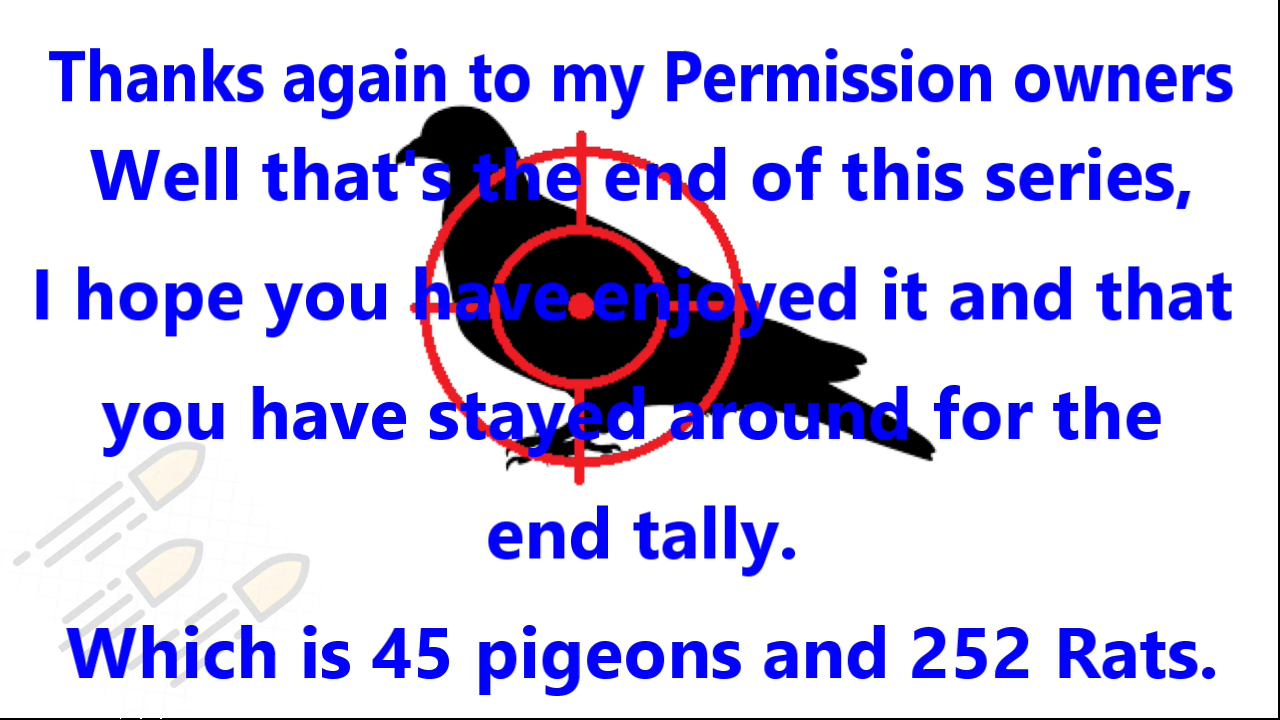 Thanks again to my Permission owners
Well that's the end of this series,
I hope you have enjoyed it and that
you have stayed around for the
end tally.
Which is 45 pigeons and 252 Rats.